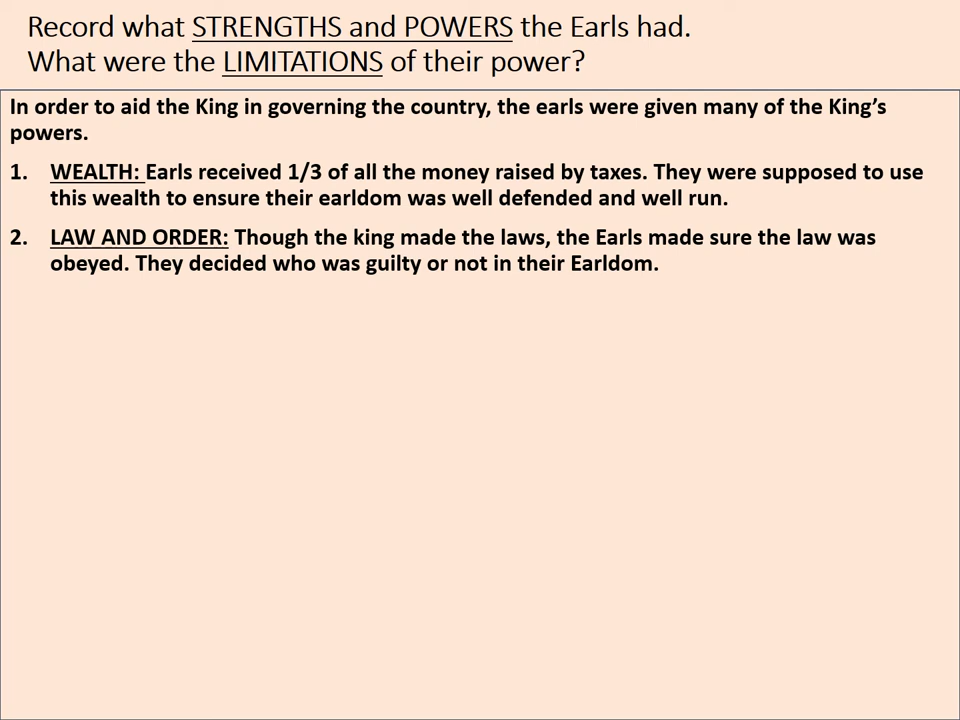 Record what STRENGTHS and POWERS the Earls had.
What were the LIMITATIONS of their power?
In order to aid the King in governing the country, the earls were given many of the King’s
powers.
1. WEALTH: Earls received 1/3 of all the money raised by taxes. They were supposed to use
this wealth to ensure their earldom was well defended and well run.
2. LAW AND ORDER: Though the king made the laws, the Earls made sure the law was
obeyed. They decided who was guilty or not in their Earldom.